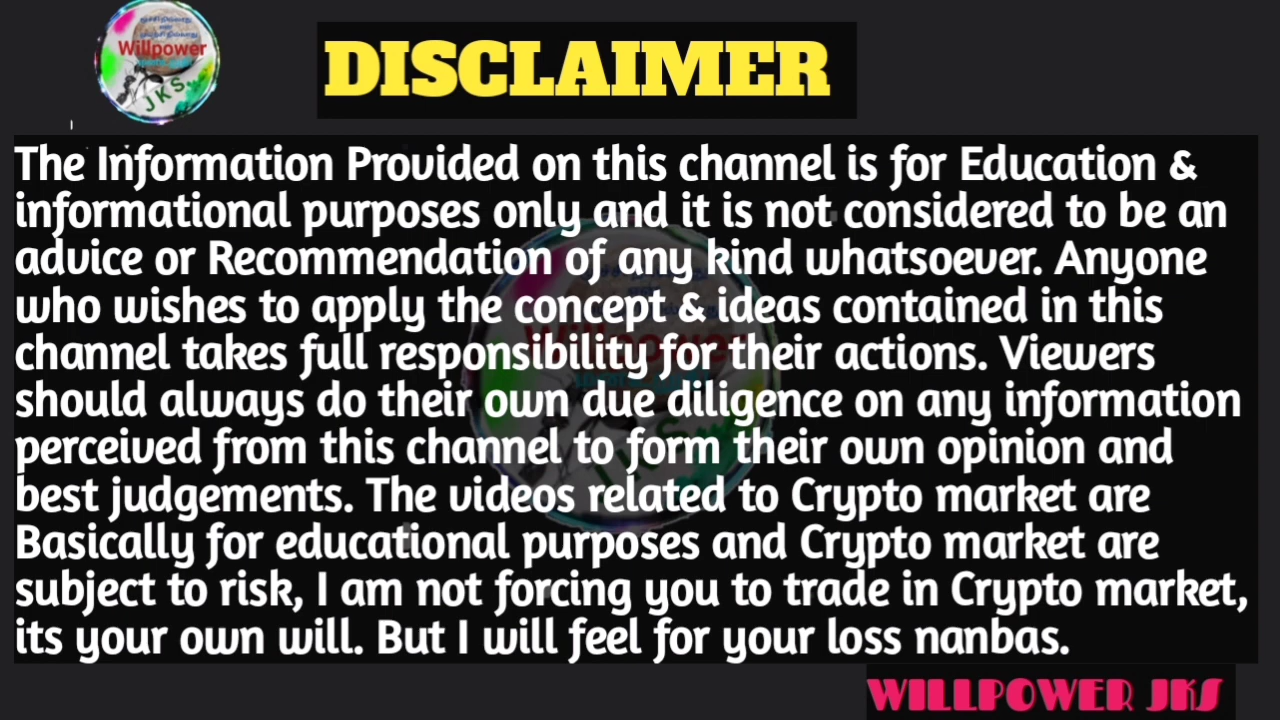 Willpower
JKS
DISCLAIMER
The Information Provided on this channel is for Education &
informational purposes only and it is not considered to be an
advice or Recommendation of any kind whatsoever. Anyone
who wishes to apply the concept & ideas contained in this
channel takes full responsibility for their actions. Viewers
should always do their own due diligence on any information
perceived from this channel to form their own opinion and
best judgements. The videos related to Crypto market are
Basically for educational purposes and Crypto market are
subject to risk, I am not forcing you to trade in Crypto market,
its your own will. But I will feel for your loss nanbas.
WILLPOWER JKS